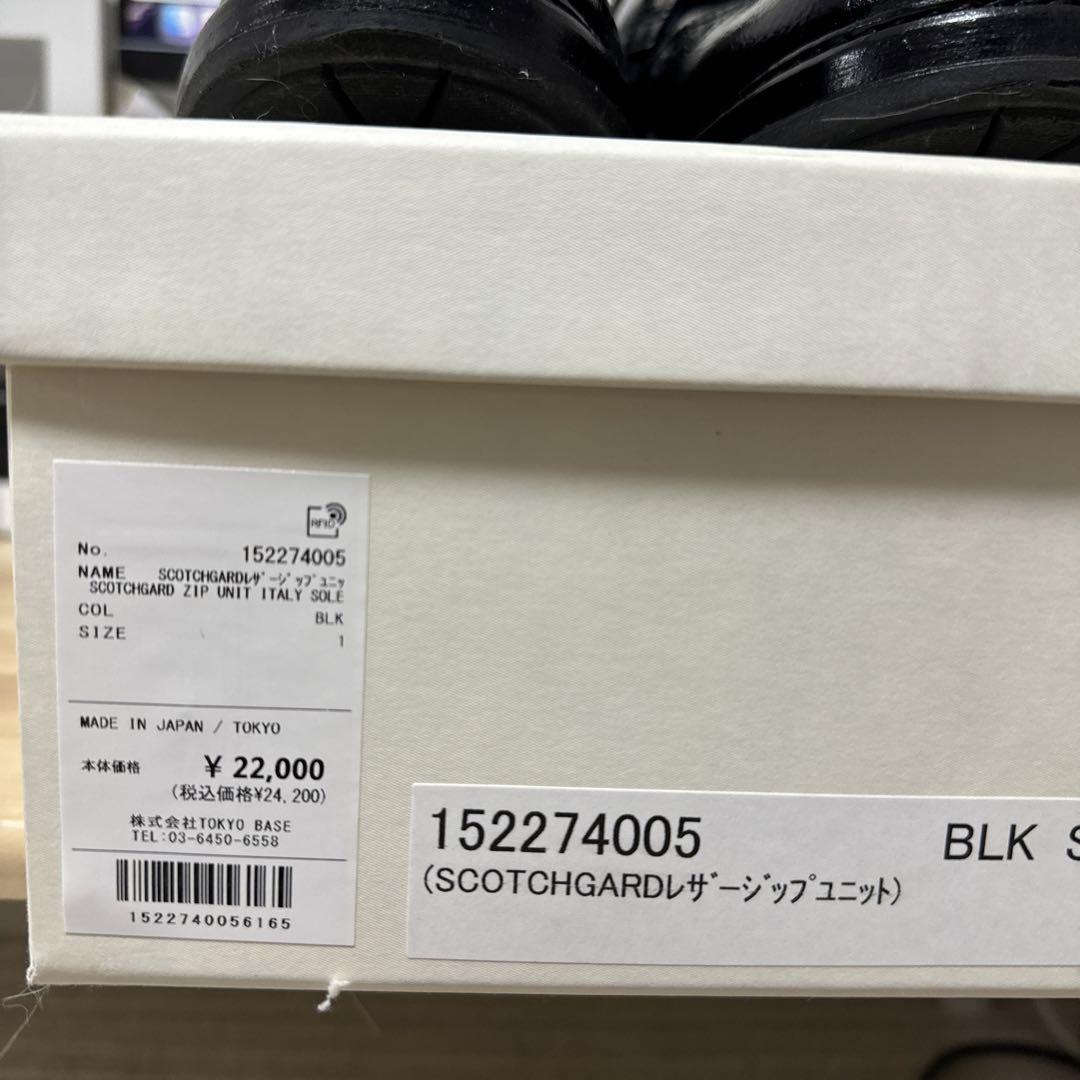 RFID
No. 152274005
NAME SCOTCHGARDﾚｻﾞｰｼﾞｯﾌﾟﾕﾆｯ
SCOTCHGARD ZIP UNIT ITALY SOLE
COL BLK
SIZE 1
MADE IN JAPAN / TOKYO
本体価格 ¥ 22,000
(税込価格¥24,200)
株式会社TOKYO BASE
TEL:03-6450-6558
1522740056165
152274005 BLK S
(SCOTCHGARDﾚｻﾞｰｼﾞｯﾌﾟﾕﾆｯﾄ)